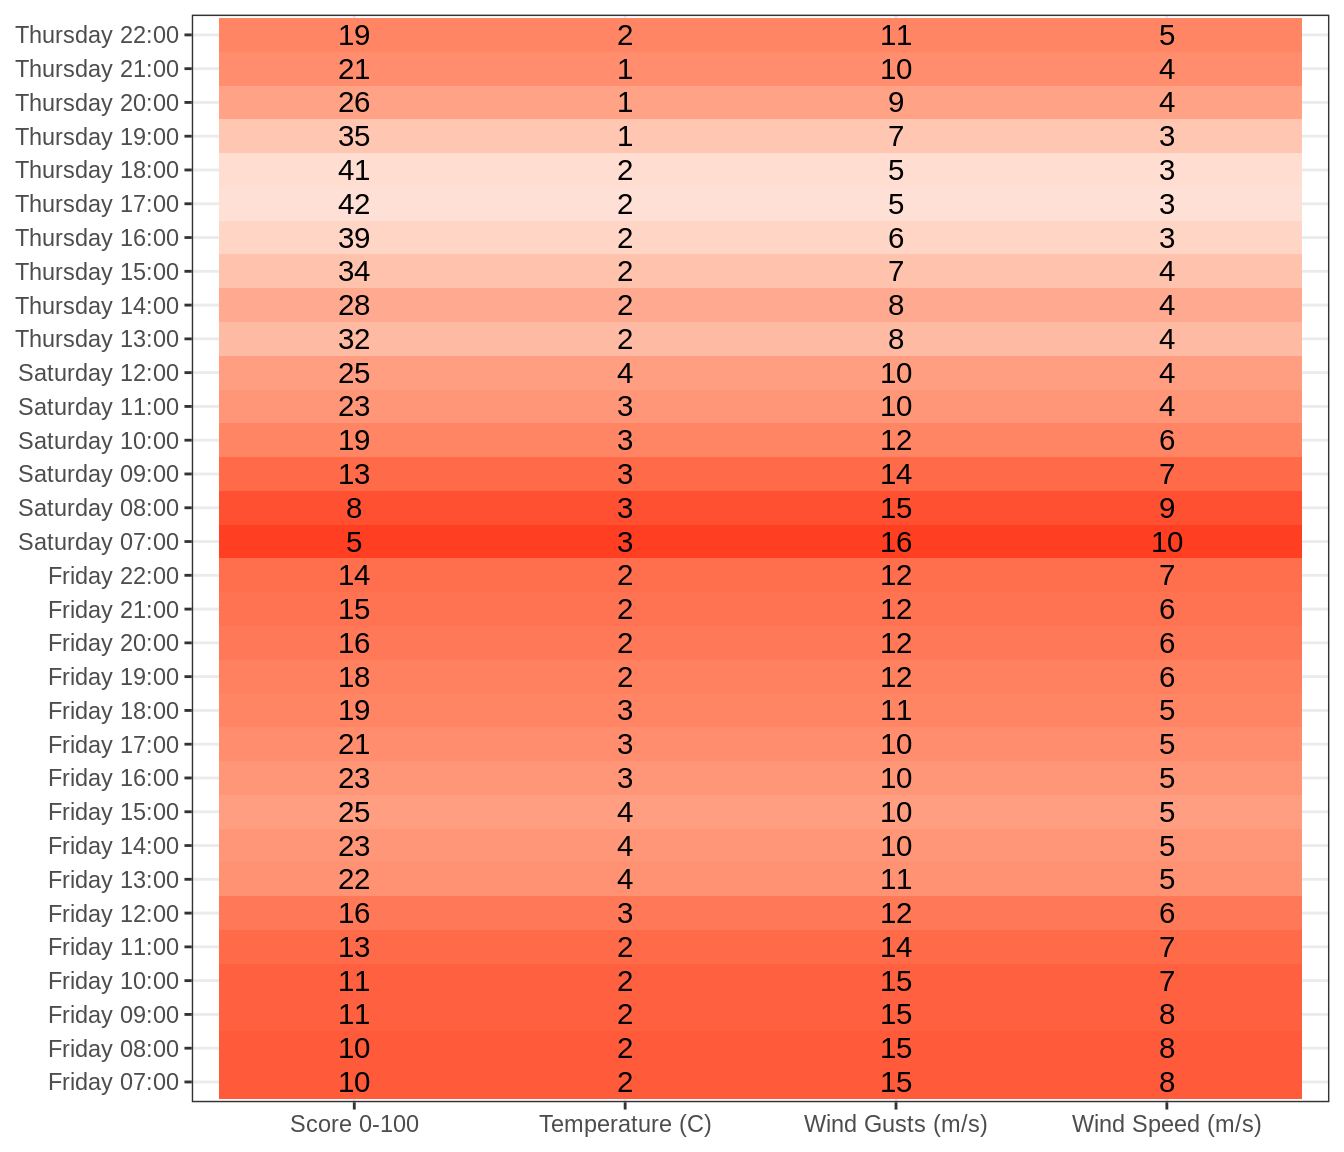 Thursday 22:00 19 2 11 5
Thursday 21:00 21 1 10 4
Thursday 20:00 26 1 9 4
Thursday 19:00 35 1 7 3
Thursday 18:00 41 2 5 3
Thursday 17:00 42 2 5 3
Thursday 16:00 39 2 6 3
Thursday 15:00 34 2 7 4
Thursday 14:00 28 2 8 4
Thursday 13:00 32 2 8 4
Saturday 12:00 25 4 10 4
Saturday 11:00 23 3 10 4
Saturday 10:00 19 3 12 6
Saturday 09:00 13 3 14 7
Saturday 08:00 8 3 15 9
Saturday 07:00 5 3 16 10
Friday 22:00 14 2 12 7
Friday 21:00 15 2 12 6
Friday 20:00 16 2 12 6
Friday 19:00 18 2 12 6
Friday 18:00 19 3 11 5
Friday 17:00 21 3 10 5
Friday 16:00 23 3 10 5
Friday 15:00 25 4 10 5
Friday 14:00 23 4 10 5
Friday 13:00 22 4 11 5
Friday 12:00 16 3 12 6
Friday 11:00 13 2 14 7
Friday 10:00 11 2 15 7
Friday 09:00 11 2 15 8
Friday 08:00 10 2 15 8
Friday 07:00 10 2 15 8
Score 0-100 Temperature (C) Wind Gusts (m/s) Wind Speed (m/s)